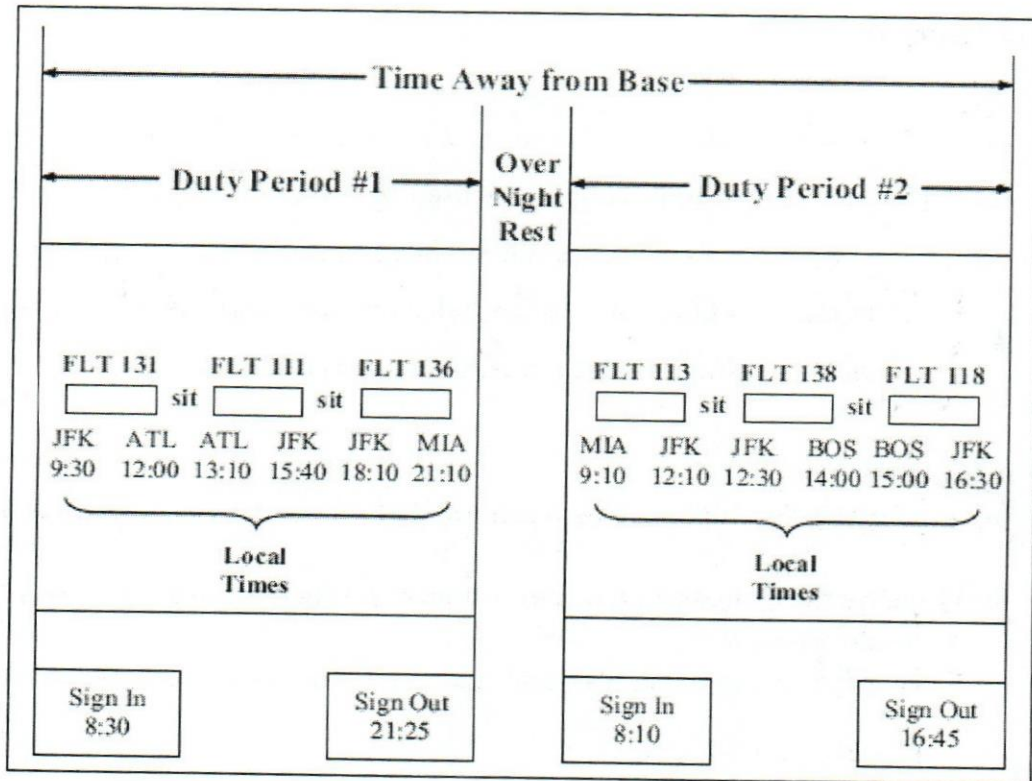 Time Away from Base
Duty Period #1
Over
Night
Rest
Duty Period #2
FLT 131 FLT 111 FLT 136
sit sit
JFK ATL ATL JFK JFK MIA
9:30 12:00 13:10 15:40 18:10 21:10
Local
Times
Sign In
8:30
Sign Out
21:25
FLT 113 FLT 138 FLT 118
sit sit
MIA JFK JFK BOS BOS JFK
9:10 12:10 12:30 14:00 15:00 16:30
Local
Times
Sign In
8:10
Sign Out
16:45